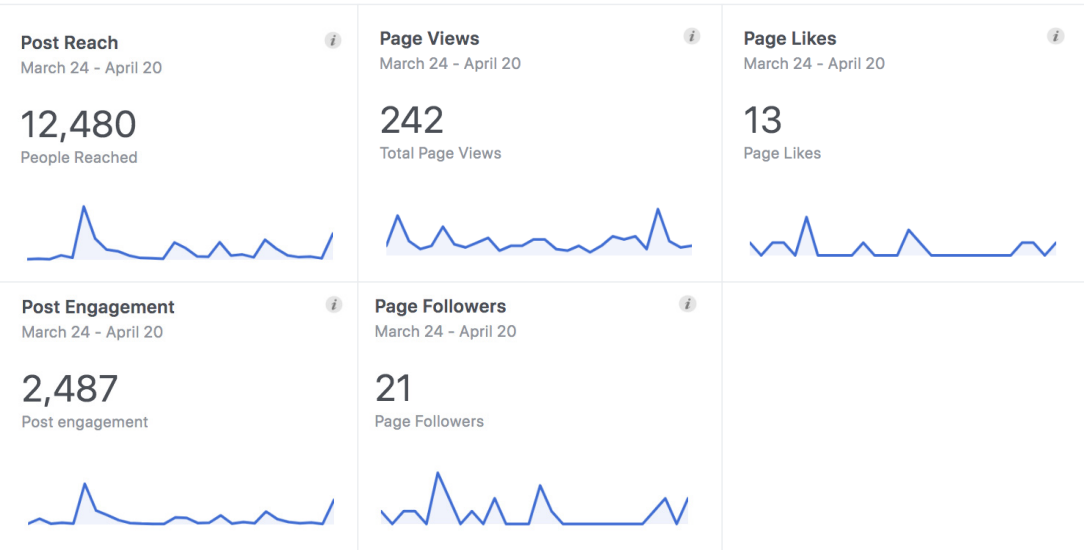 Post Reach
March 24 - April 20
12,480
People Reached
Page Views
March 24 - April 20
242
Total Page Views
Page Likes
March 24 - April 20
13
Page Likes
Post Engagement
March 24 - April 20
2,487
Post engagement
Page Followers
March 24 - April 20
21
Page Followers